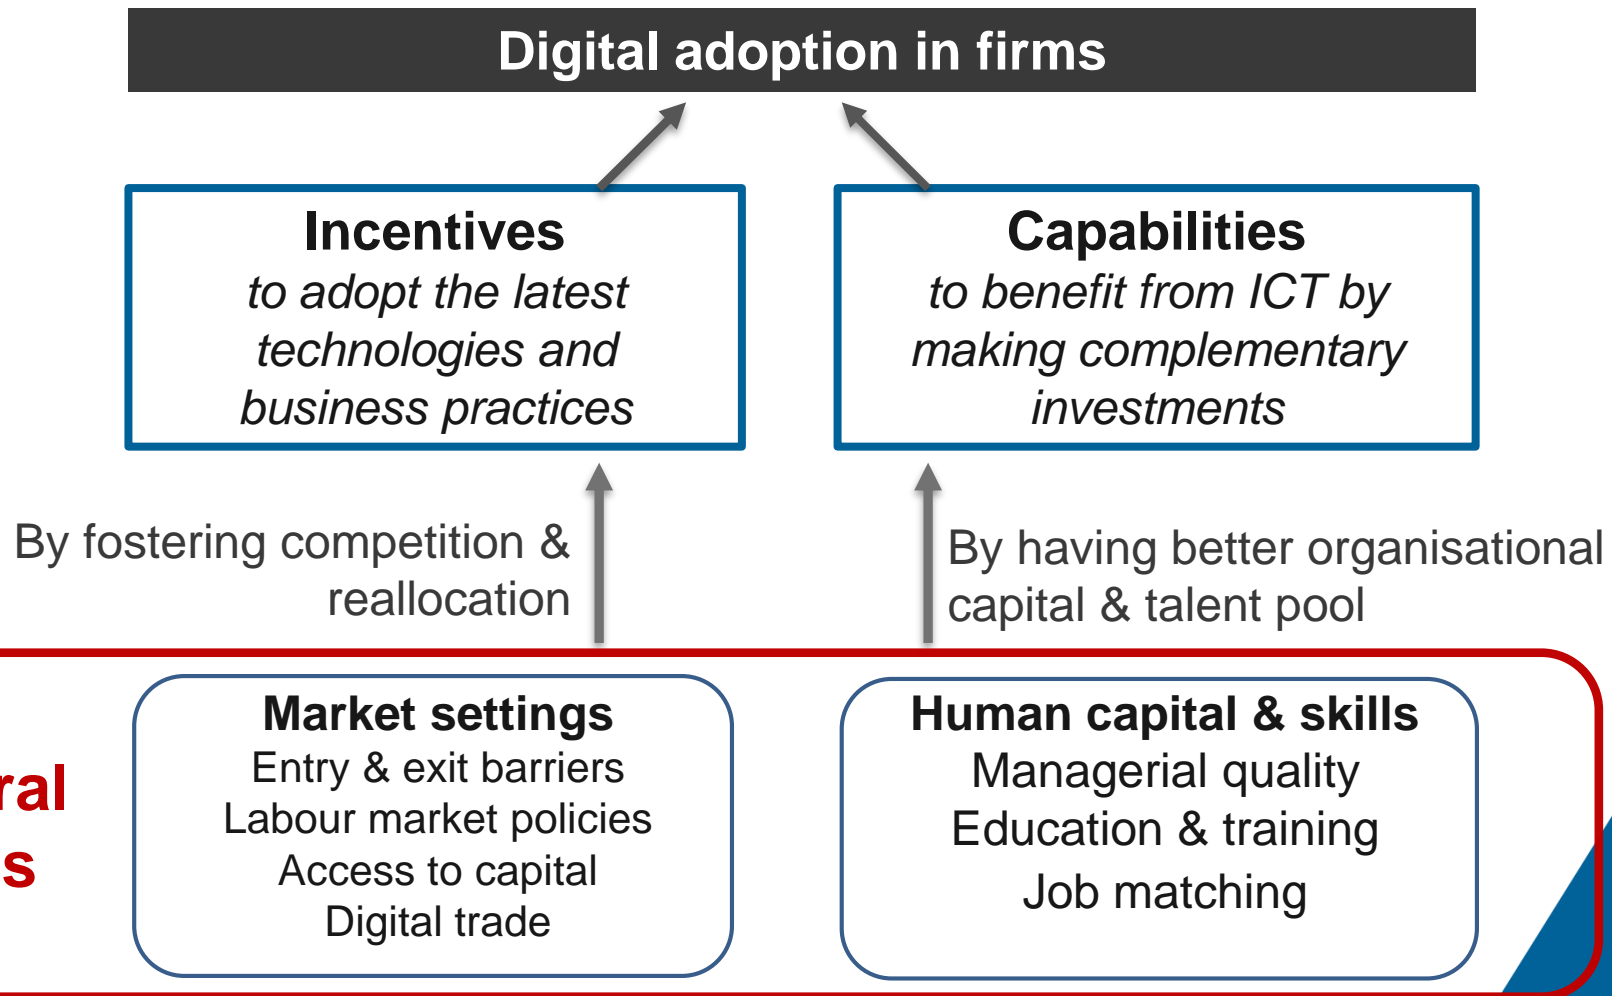 Digital adoption in firms
Incentives
to adopt the latest
technologies and
business practices
Capabilities
to benefit from ICT by
making complementary
investments
By fostering competition &
reallocation
By having better organisational
capital & talent pool
ral
s
Market settings
Entry & exit barriers
Labour market policies
Access to capital
Digital trade
Human capital & skills
Managerial quality
Education & training
Job matching